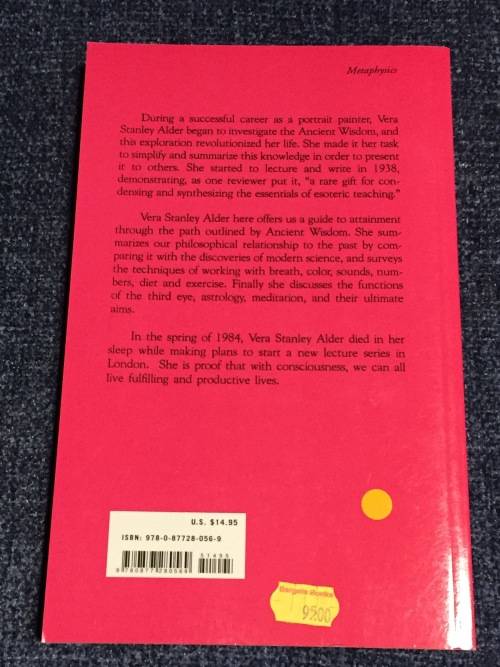 Metaphysics
During a successful career as a portrait painter, Vera
Stanley Alder began to investigate the Ancient Wisdom, and
this exploration revolutionized her life. She made it her task
to simplify and summarize this knowledge in order to present
it to others. She started to lecture and write in 1938,
demonstrating, as one reviewer put it, "a rare gift for con-
densing and synthesizing the essentials of esoteric teaching."
Vera Stanley Alder here offers us a guide to attainment
through the path outlined by Ancient Wisdom. She sum-
marizes our philosophical relationship to the past by com-
paring it with the discoveries of modern science, and surveys
the techniques of working with breath, color, sounds, num-
bers, diet and exercise. Finally she discusses the functions
of the third eye, astrology, meditation, and their ultimate
aims.
In the spring of 1984, Vera Stanley Alder died in her
sleep while making plans to start a new lecture series in
London. She is proof that with consciousness, we can all
live fulfilling and productive lives.
U.S. $14.95
ISBN: 978-0-87728-056-9
51495
9780877280569
Books
9500